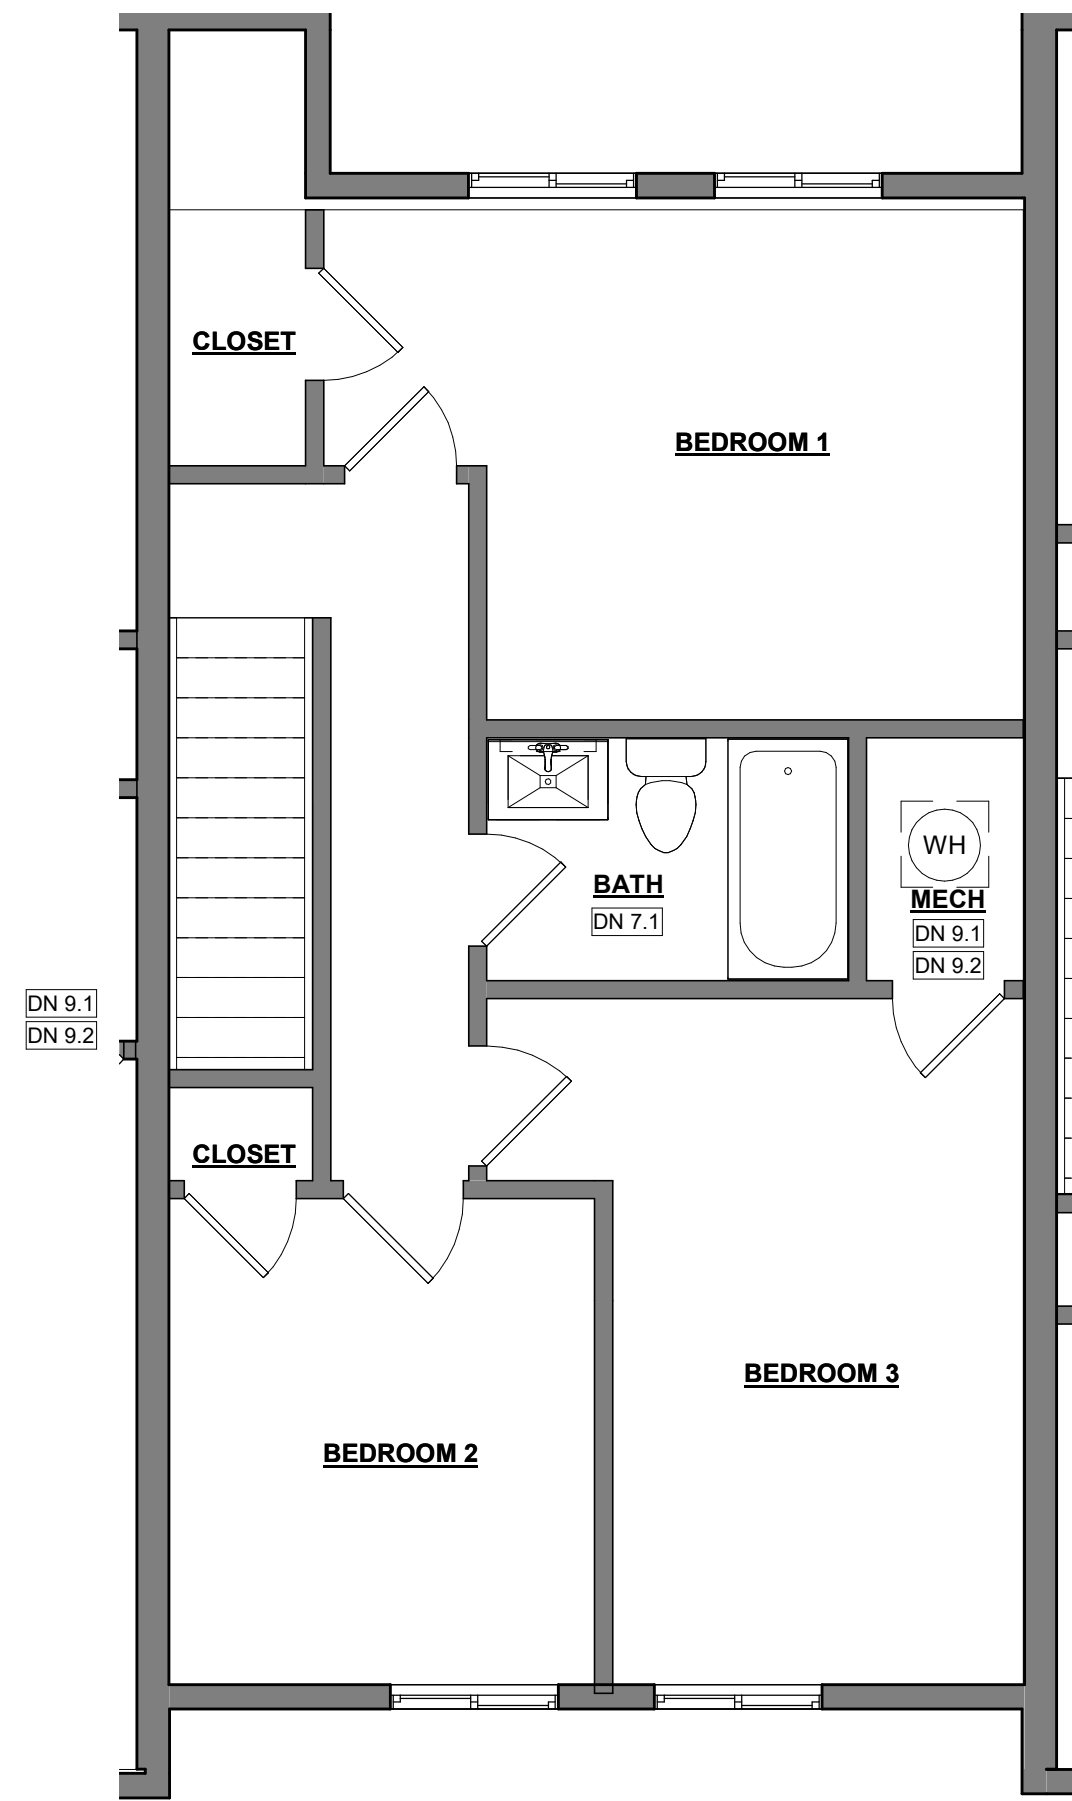 CLOSET
BEDROOM 1
WH
BATH
MECH
DN 7.1
DN 9.1
DN 9.2
DN 9.1
DN 9.2
CLOSET
BEDROOM 3
BEDROOM 2